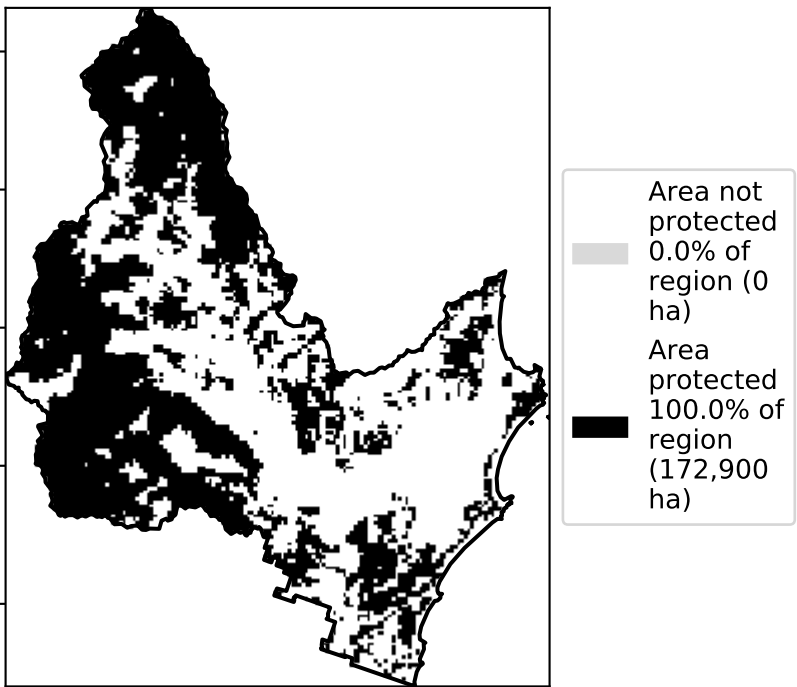 Area not
protected
0.0% of
region (0
ha)
Area
protected
100.0% of
region
(172,900
ha)